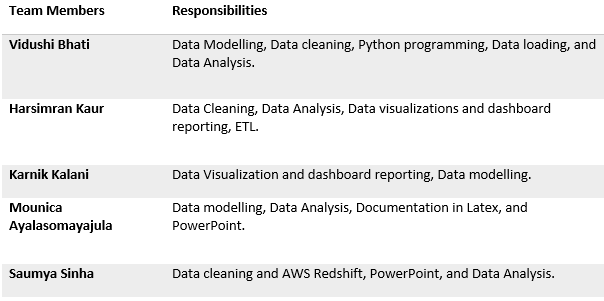 Team Members Responsibilities
Vidushi Bhati Data Modelling, Data cleaning, Python programming, Data loading, and
Data Analysis.
Harsimran Kaur Data Cleaning, Data Analysis, Data visualizations and dashboard
reporting, ETL.
Karnik Kalani Data Visualization and dashboard reporting, Data modelling.
Mounica Data modelling, Data Analysis, Documentation in Latex, and
Ayalasomayajula PowerPoint.
Saumya Sinha Data cleaning and AWS Redshift, PowerPoint, and Data Analysis.